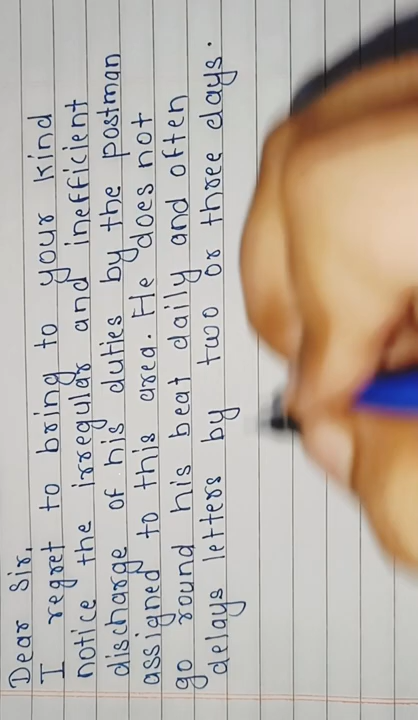 Dear Sir,
I regret to bring to your kind
notice the irregular and inefficient
discharge of his duties by the postman
assigned to this area. He does not
go round his beat daily and often
delays letters by two or three days.